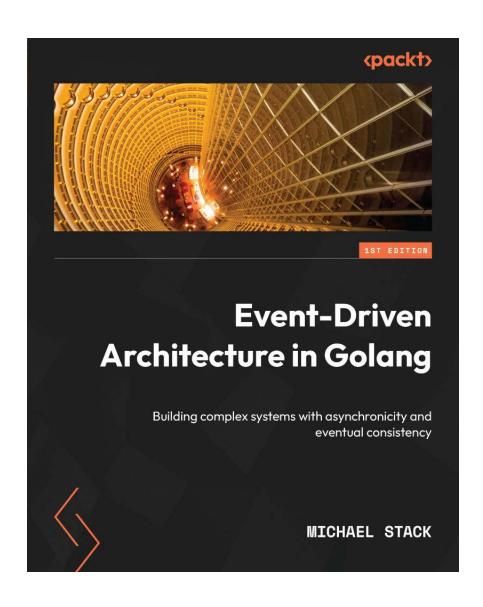 <packt>
1ST EDITION
Event-Driven
Architecture in Golang
Building complex systems with asynchronicity and
eventual consistency
MICHAEL STACK